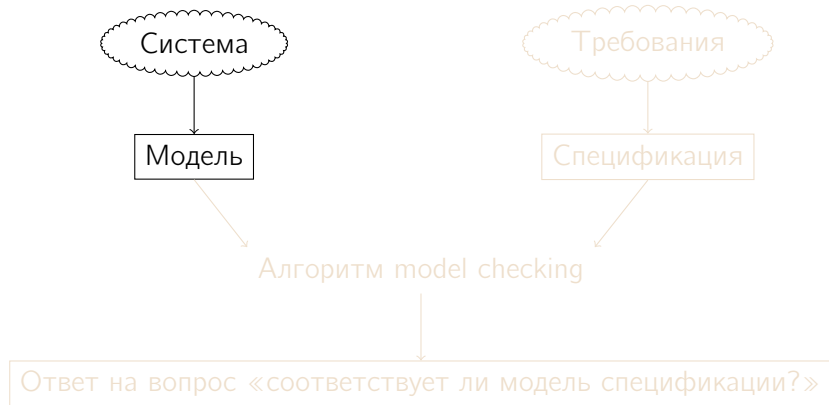 Система
Требования
Модель
Спецификация
Алгоритм model checking
Ответ на вопрос «соответствует ли модель спецификации?»